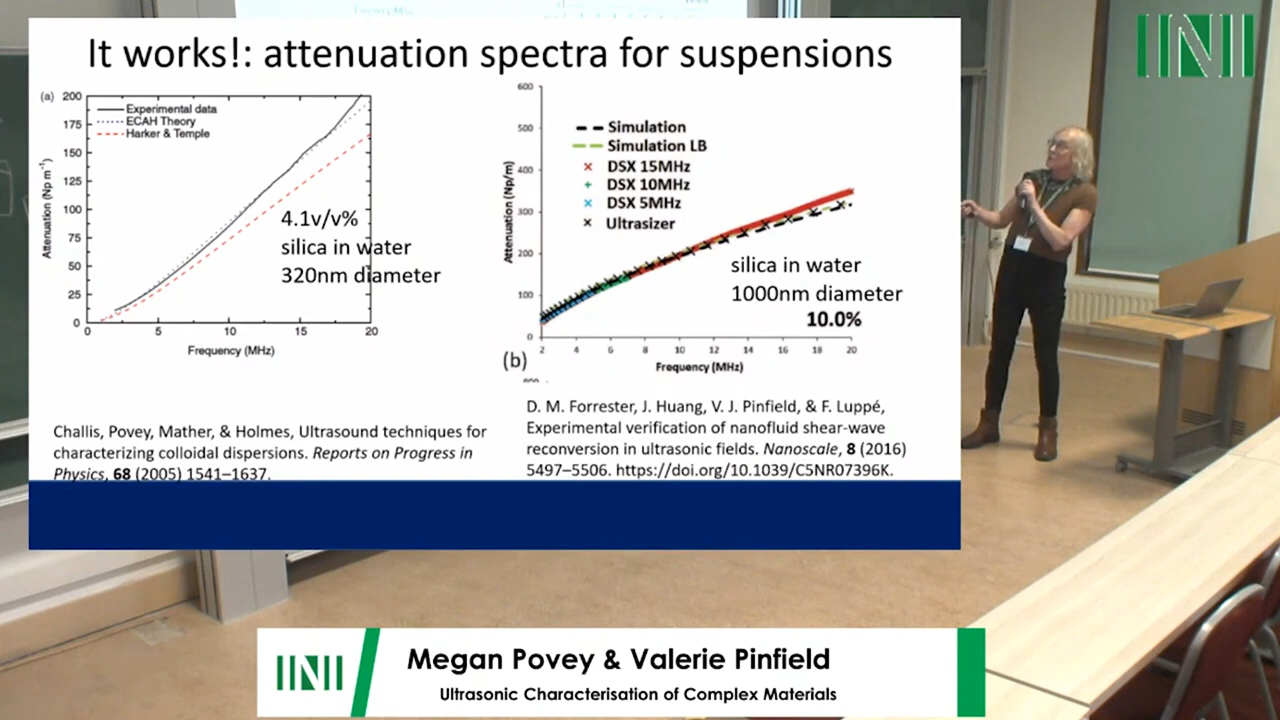 It works!: attenuation spectra for suspensions
(a)
200
175
150
125
100
75
50
25
0
Attenuation (Np m⁻¹)
Experimental data
ECAH Theory
Harker & Temple
4.1v/v%
silica in water
320nm diameter
0 5 10 15 20
Frequency (MHz)
600
500
400
300
200
100
0
Attenuation (Np/m)
Simulation
Simulation LB
DSX 15MHz
DSX 10MHz
DSX 5MHz
Ultrasizer
silica in water
1000nm diameter
10.0%
2 4 6 8 10 12 14 16 18 20
(b)
Frequency (MHz)
Challis, Povey, Mather, & Holmes, Ultrasound techniques for
characterizing colloidal dispersions. Reports on Progress in
Physics, 68 (2005) 1541–1637.
D. M. Forrester, J. Huang, V. J. Pinfield, & F. Luppé,
Experimental verification of nanofluid shear-wave
reconversion in ultrasonic fields. Nanoscale, 8 (2016)
5497–5506. https://doi.org/10.1039/C5NR07396K.
INI
INI
Megan Povey & Valerie Pinfield
Ultrasonic Characterisation of Complex Materials